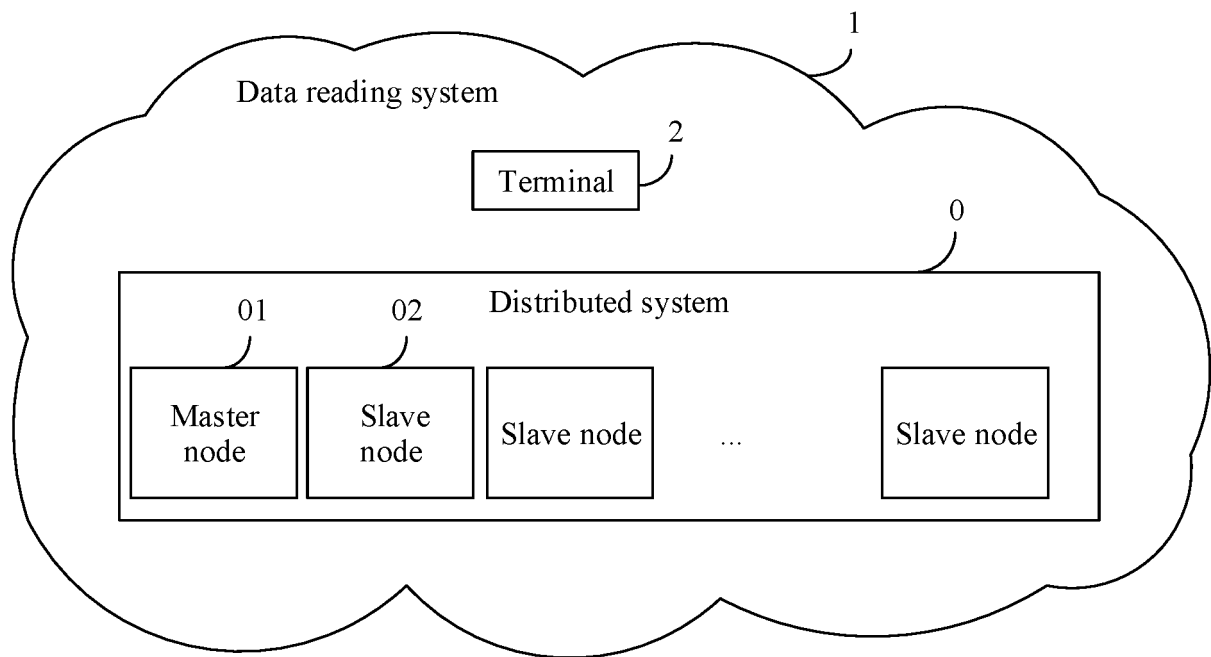 1
Data reading system
2
Terminal
0
Distributed system
01
02
Master
node
Slave
node
Slave node
...
Slave node